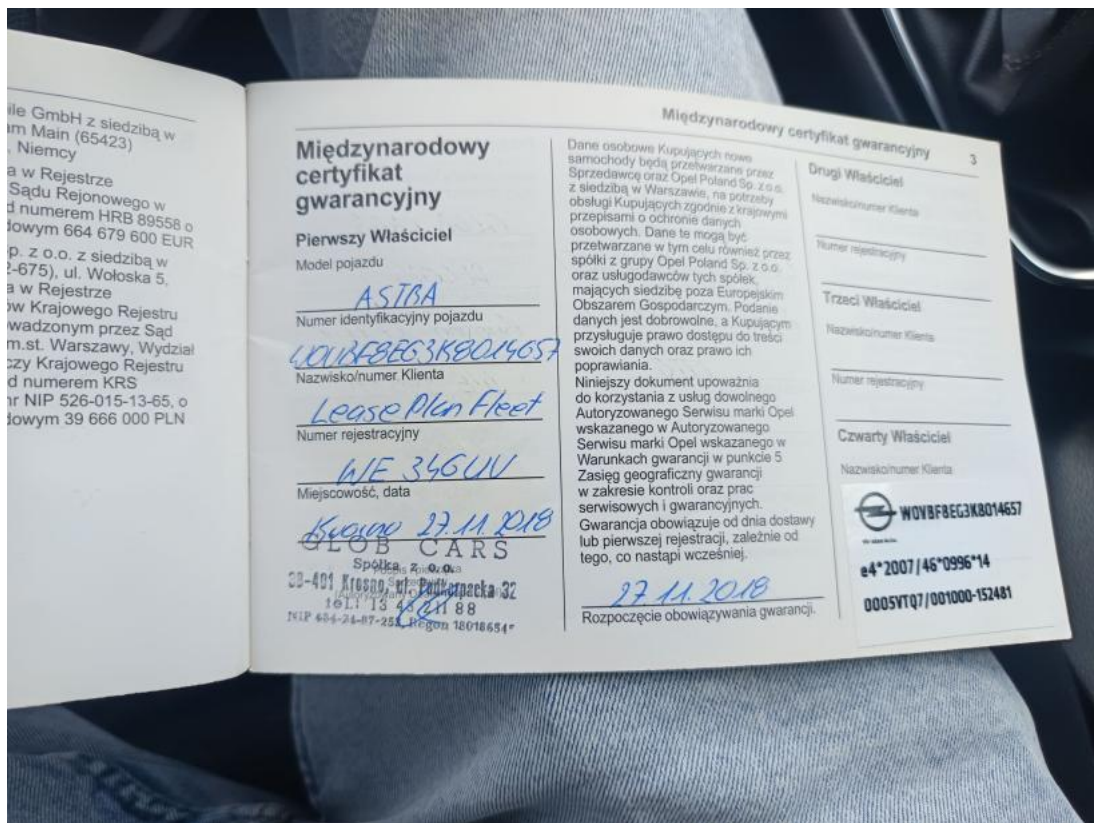 ile GmbH z siedzibą w
am Main (65423)
, Niemcy
a w Rejestrze
Sądu Rejonowego w
d numerem HRB 89558 o
dowym 664 679 600 EUR
p. z o.o. z siedzibą w
2-675), ul. Wołoska 5,
a w Rejestrze
ów Krajowego Rejestru
owadzonym przez Sąd
m.st. Warszawy, Wydział
czy Krajowego Rejestru
d numerem KRS
nr NIP 526-015-13-65, o
dowym 39 666 000 PLN
Międzynarodowy certyfikat gwarancyjny 3
Międzynarodowy
certyfikat
gwarancyjny
Pierwszy Właściciel
Model pojazdu
ASTRA
Numer identyfikacyjny pojazdu
W0VBF8EG3K8014657
Nazwisko/numer Klienta
Lease Plan Fleet
Numer rejestracyjny
WE 346UV
Miejscowość, data
Krosno 27.11.2018
GLOB CARS
Spółka z o.o.
38-401 Krosno, ul. Podkarpacka 32
Dane osobowe Kupujących nowe
samochody będą przetwarzane przez
Sprzedawcę oraz Opel Poland Sp. z o.o.
z siedzibą w Warszawie, na potrzeby
obsługi Kupujących zgodnie z krajowymi
przepisami o ochronie danych
osobowych. Dane te mogą być
przetwarzane w tym celu również przez
spółki z grupy Opel Poland Sp. z o.o.
oraz usługodawców tych spółek,
mających siedzibę poza Europejskim
Obszarem Gospodarczym. Podanie
danych jest dobrowolne, a Kupującym
przysługuje prawo dostępu do treści
swoich danych oraz prawo ich
poprawiania.
Niniejszy dokument upoważnia
do korzystania z usług dowolnego
Autoryzowanego Serwisu marki Opel
wskazanego w Autoryzowanego
Serwisu marki Opel wskazanego w
Warunkach gwarancji w punkcie 5
Zasięg geograficzny gwarancji
w zakresie kontroli oraz prac
serwisowych i gwarancyjnych.
Gwarancja obowiązuje od dnia dostawy
lub pierwszej rejestracji, zależnie od
tego, co nastąpi wcześniej.
27.11.2018
Rozpoczęcie obowiązywania gwarancji.
Drugi Właściciel
Nazwisko/numer Klienta
Numer rejestracyjny
Trzeci Właściciel
Nazwisko/numer Klienta
Numer rejestracyjny
Czwarty Właściciel
Nazwisko/numer Klienta
W0VBF8EG3K8014657
e4*2007/46*0996*14
0005VTQ7/001000-152481